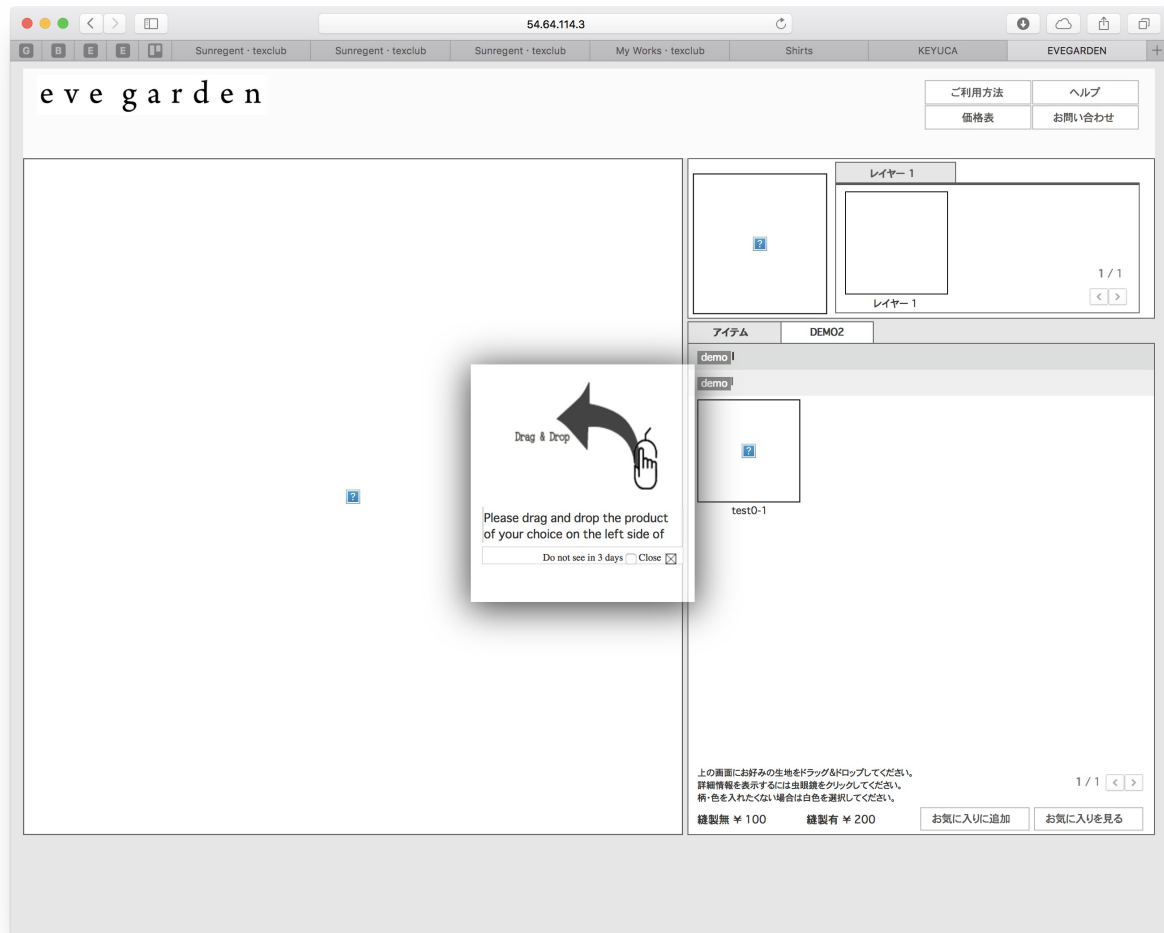 54.64.114.3
G B E E
Sunregent · texclub
Sunregent · texclub
Sunregent · texclub
My Works · texclub
Shirts
KEYUCA
EVEGARDEN
eve garden
ご利用方法
ヘルプ
価格表
お問い合わせ
レイヤー 1
1 / 1
レイヤー 1
アイテム
DEMO2
demo
demo
test0-1
Drag & Drop
Please drag and drop the product
of your choice on the left side of
Do not see in 3 days Close
上の画面にお好みの生地をドラッグ&ドロップしてください。
詳細情報を表示するには虫眼鏡をクリックしてください。
柄・色を入れたくない場合は白色を選択してください。
1 / 1
縫製無 ¥ 100
縫製有 ¥ 200
お気に入りに追加
お気に入りを見る